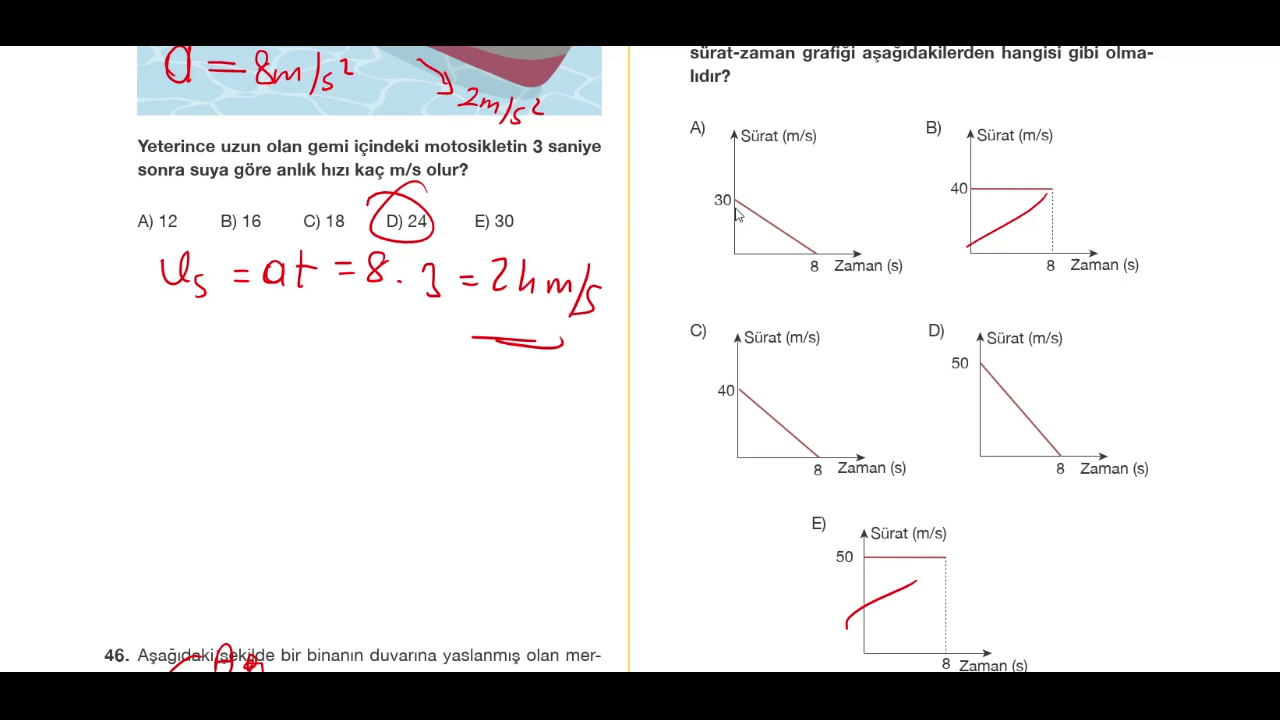 a = 8m/s²
2m/s²
Yeterince uzun olan gemi içindeki motosikletin 3 saniye
sonra suya göre anlık hızı kaç m/s olur?
A) 12 B) 16 C) 18 D) 24 E) 30
= at = 8 . 3 = 24 m/s
46. Aşağıdaki şekilde bir binanın duvarına yaslanmış olan mer-
sürat-zaman grafiği aşağıdakilerden hangisi gibi olma-
lıdır?
A) Sürat (m/s)
30
8 Zaman (s)
B) Sürat (m/s)
40
8 Zaman (s)
C) Sürat (m/s)
40
8 Zaman (s)
D) Sürat (m/s)
50
8 Zaman (s)
E) Sürat (m/s)
50
8 Zaman (s)